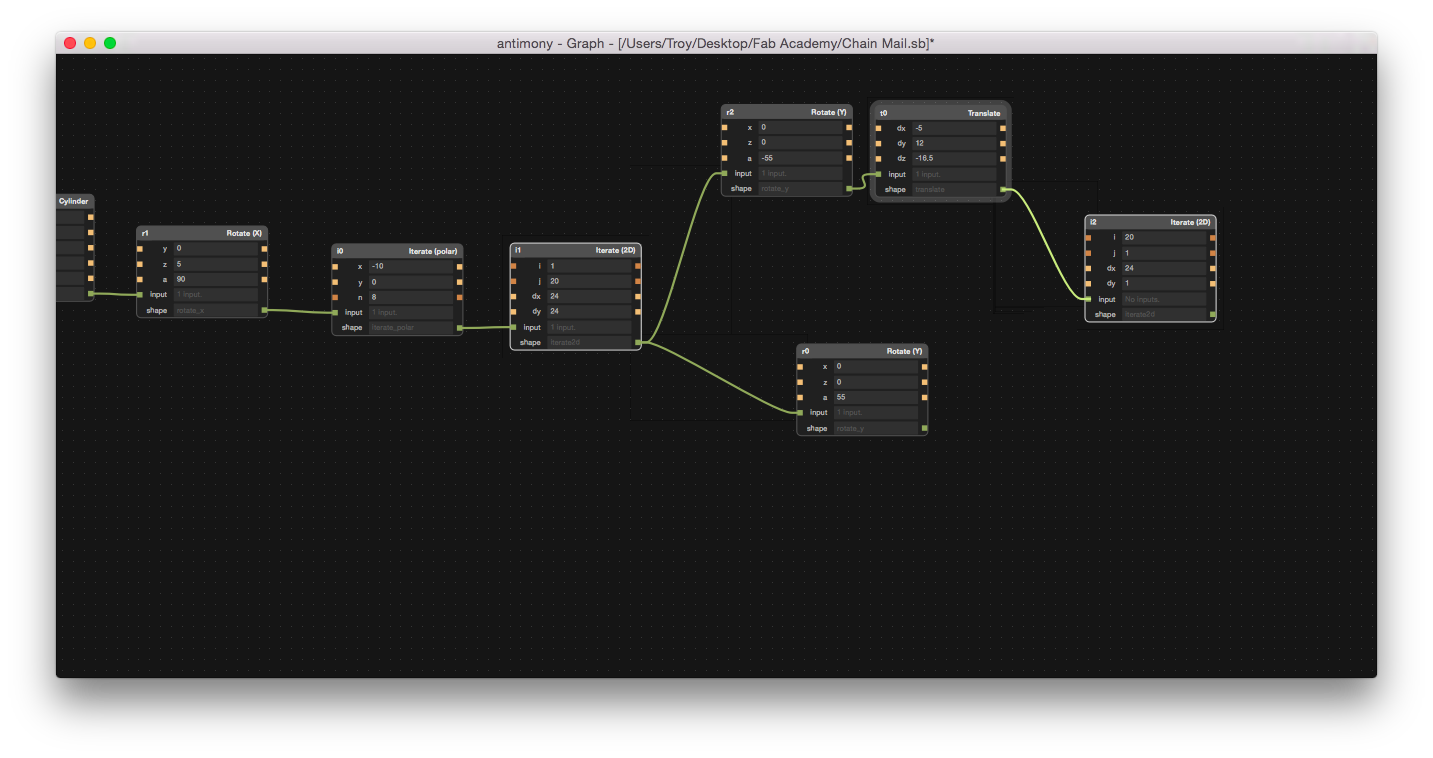 antimony - Graph - [/Users/Troy/Desktop/Fab Academy/Chain Mail.sb]*
Cylinder
r1 Rotate (X)
y 0
z 5
a 90
input 1 input.
shape rotate_x
i0 Iterate (polar)
x -10
y 0
n 8
input 1 input.
shape iterate_polar
i1 Iterate (2D)
i 1
j 20
dx 24
dy 24
input 1 input.
shape iterate2d
r2 Rotate (Y)
x 0
z 0
a -55
input 1 input.
shape rotate_y
t0 Translate
dx -5
dy 12
dz -16.5
input 1 input.
shape translate
r0 Rotate (Y)
x 0
z 0
a 55
input 1 input.
shape rotate_y
i2 Iterate (2D)
i 20
j 1
dx 24
dy 1
input No inputs.
shape iterate2d